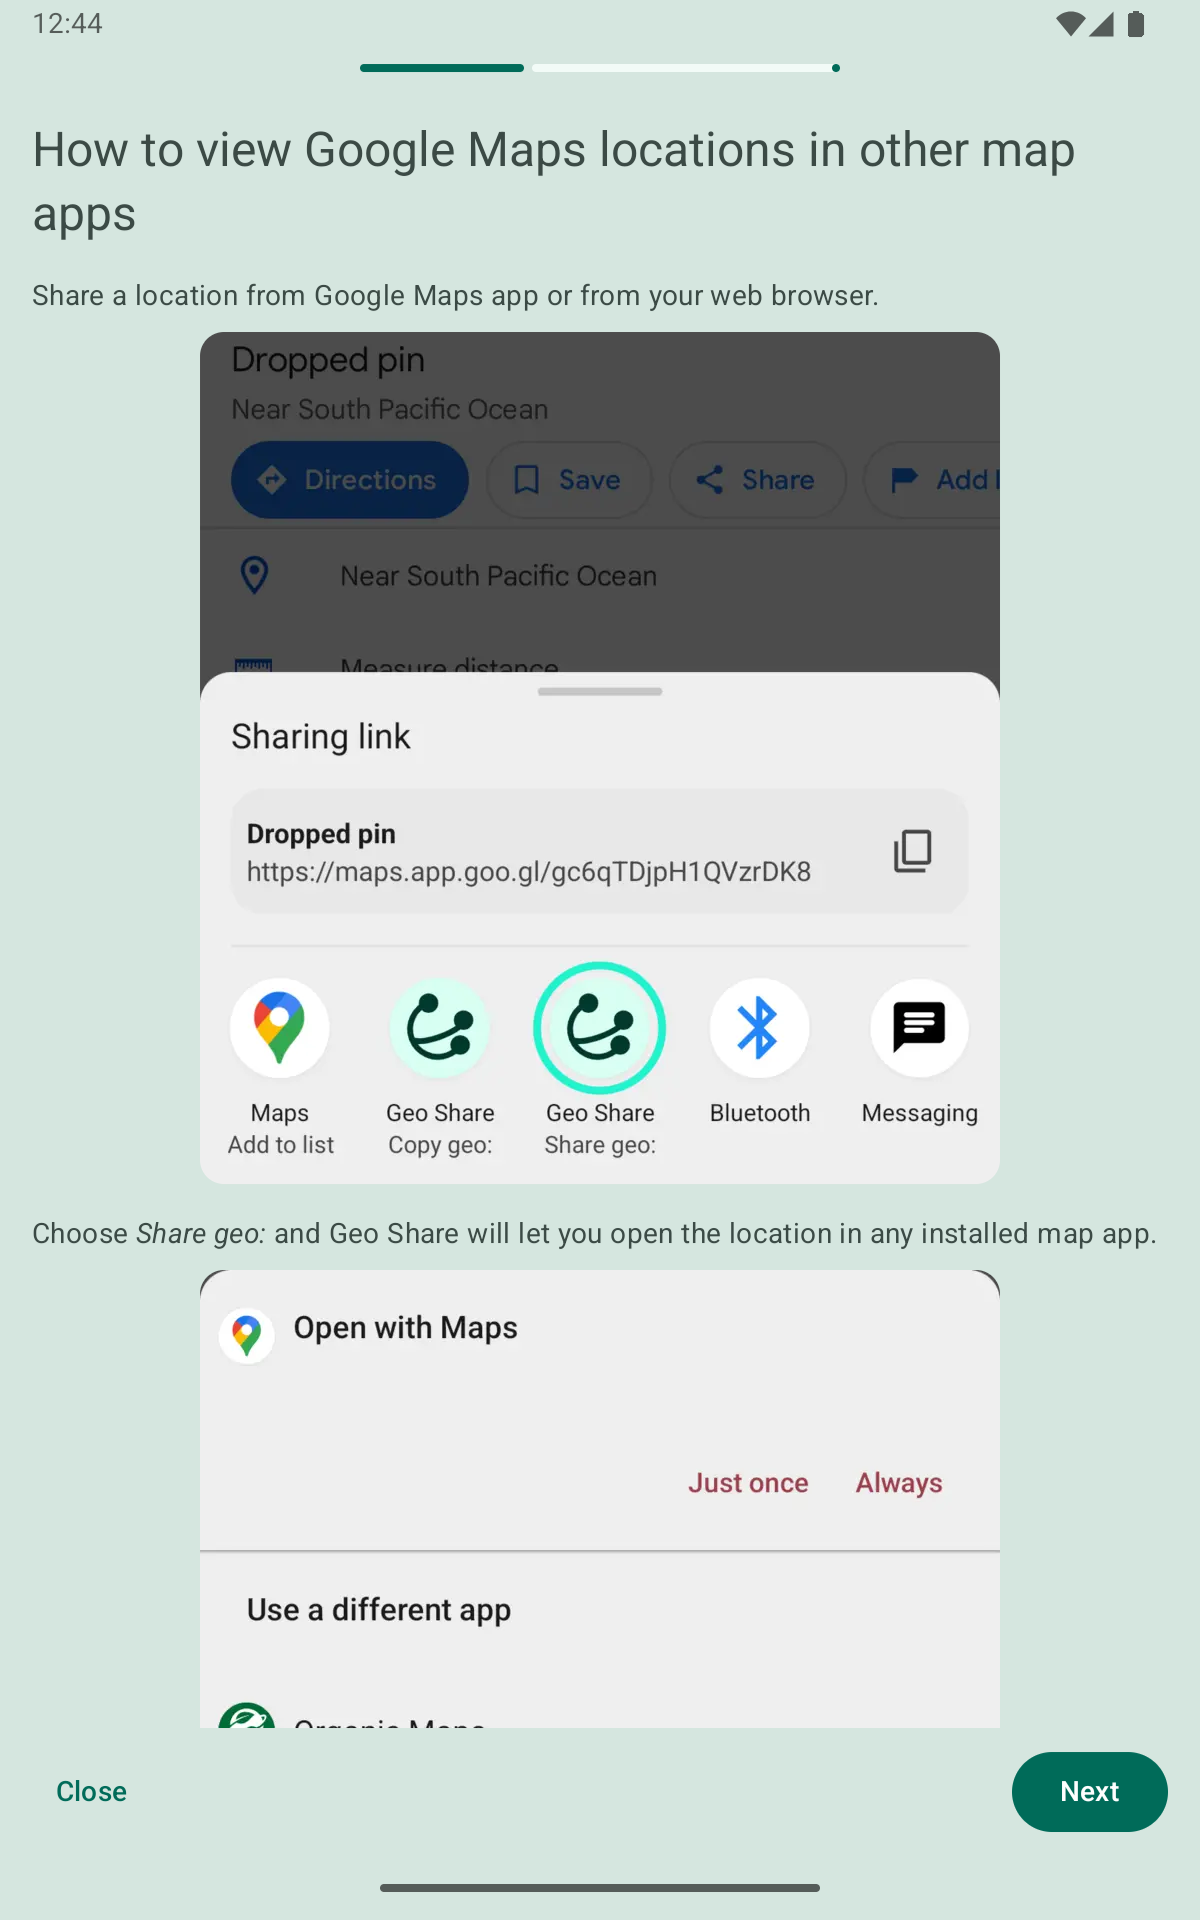 12:44
How to view Google Maps locations in other map
apps
Share a location from Google Maps app or from your web browser.
Dropped pin
Near South Pacific Ocean
Directions Save Share Add
Near South Pacific Ocean
Measure distance
Sharing link
Dropped pin
https://maps.app.goo.gl/gc6qTDjpH1QVzrDK8
Maps Geo Share Geo Share Bluetooth Messaging
Add to list Copy geo: Share geo:
Choose Share geo: and Geo Share will let you open the location in any installed map app.
Open with Maps
Just once Always
Use a different app
Organic Maps
Close Next